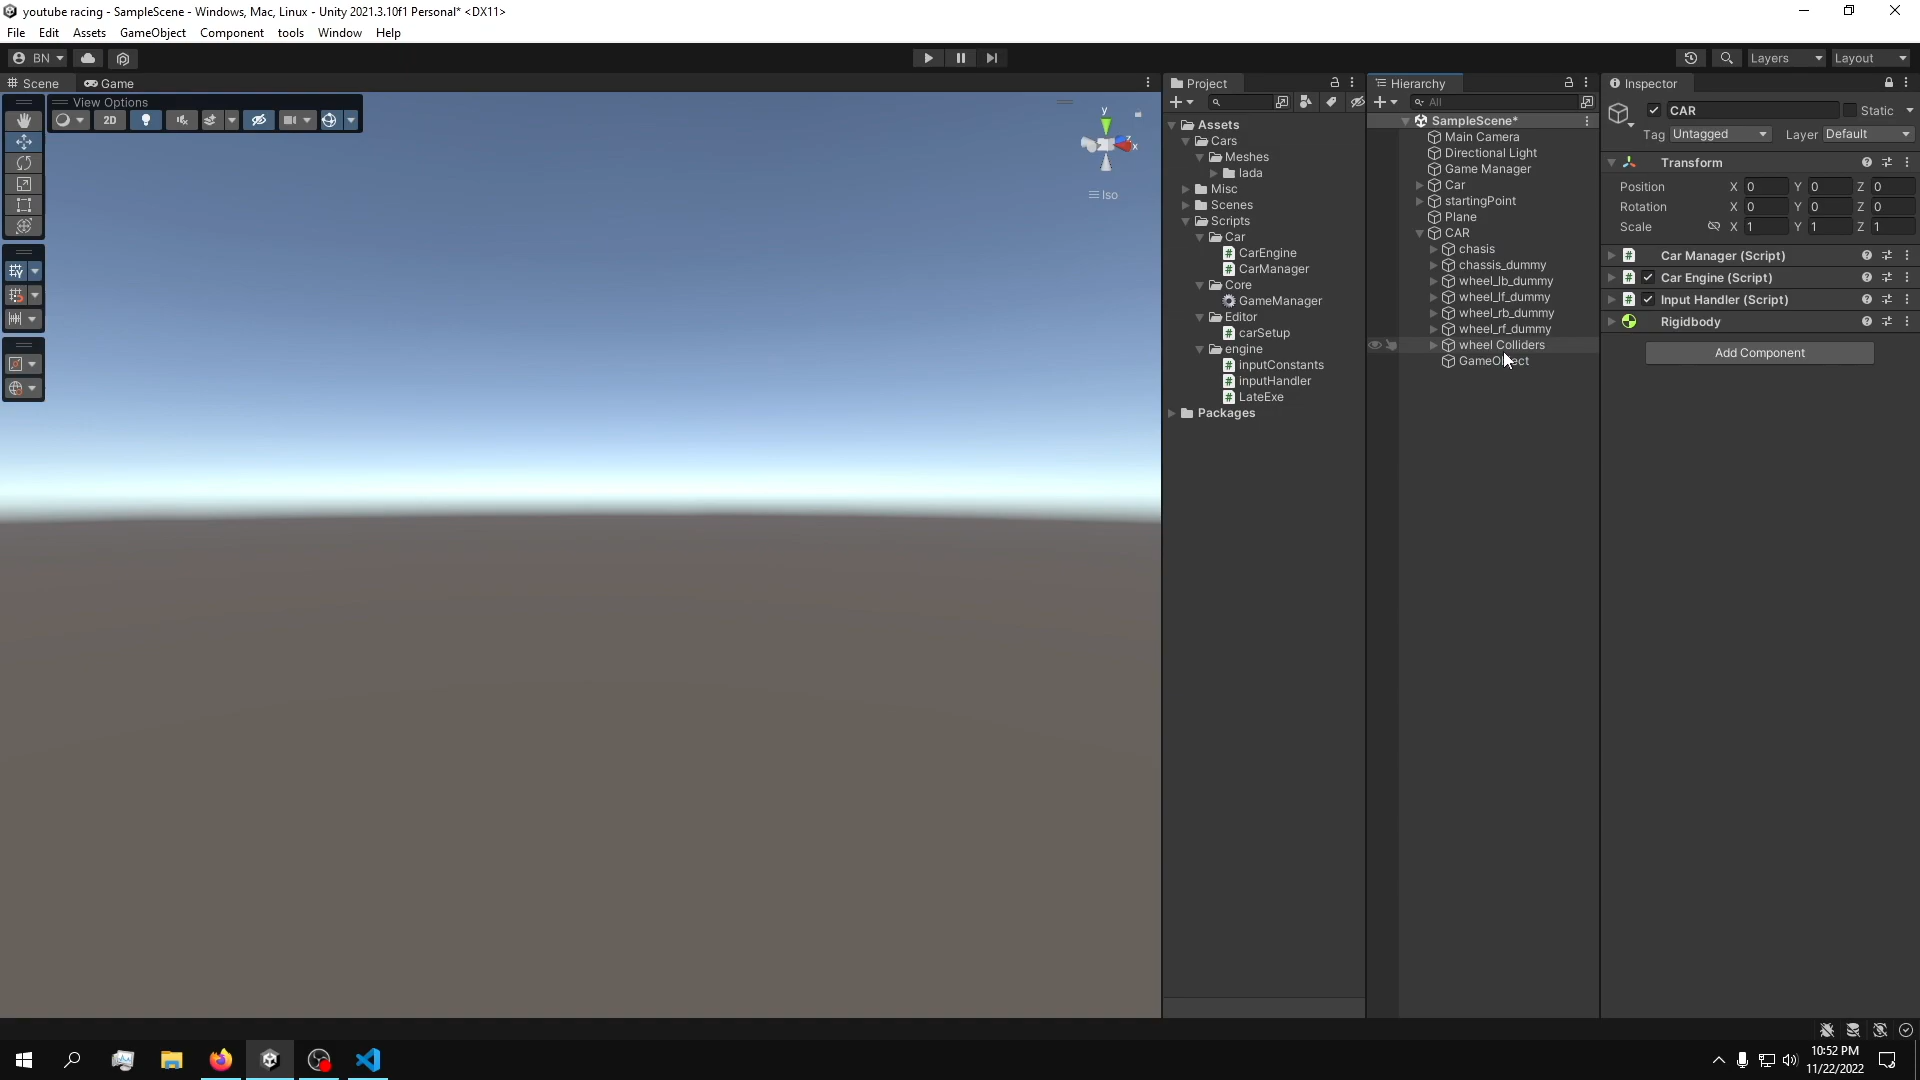 youtube racing - SampleScene - Windows, Mac, Linux - Unity 2021.3.10f1 Personal* <DX11>
File Edit Assets GameObject Component tools Window Help
BN Layers Layout
Scene Game
View Options
2D
y
z
x
Iso
Project
Assets
Cars
Meshes
lada
Misc
Scenes
Scripts
Car
CarEngine
CarManager
Core
GameManager
Editor
carSetup
engine
inputConstants
inputHandler
LateExe
Packages
Hierarchy
All
SampleScene*
Main Camera
Directional Light
Game Manager
Car
startingPoint
Plane
CAR
chasis
chassis_dummy
wheel_lb_dummy
wheel_lf_dummy
wheel_rb_dummy
wheel_rf_dummy
wheel Colliders
GameObject
Inspector
CAR Static
Tag Untagged Layer Default
Transform
Position X 0 Y 0 Z 0
Rotation X 0 Y 0 Z 0
Scale X 1 Y 1 Z 1
# Car Manager (Script)
# Car Engine (Script)
# Input Handler (Script)
Rigidbody
Add Component
10:52 PM
11/22/2022